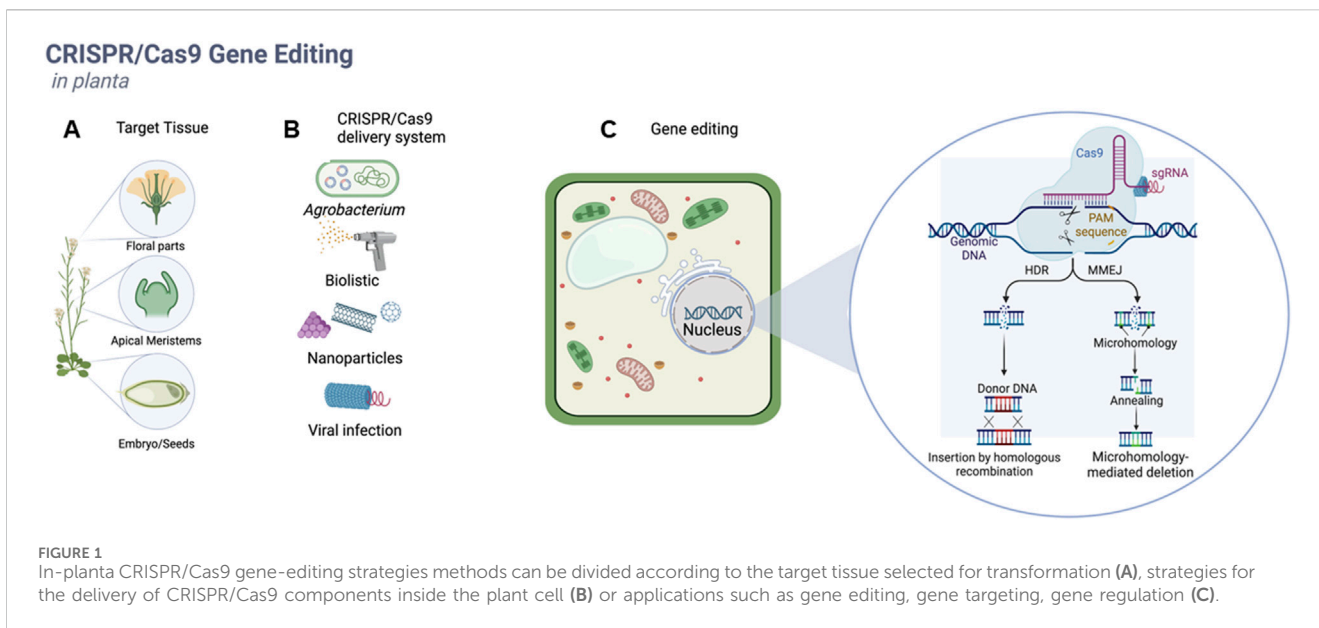 CRISPR/Cas9 Gene Editing
in planta
A Target Tissue
Floral parts
Apical Meristems
Embryo/Seeds
B CRISPR/Cas9
delivery system
Agrobacterium
Biolistic
Nanoparticles
Viral infection
C Gene editing
Nucleus
Cas9
sgRNA
PAM
sequence
Genomic
DNA
HDR MMEJ
Microhomology
Donor DNA
Annealing
Insertion by homologous
recombination
Microhomology-
mediated deletion
FIGURE 1
In-planta CRISPR/Cas9 gene-editing strategies methods can be divided according to the target tissue selected for transformation (A), strategies for
the delivery of CRISPR/Cas9 components inside the plant cell (B) or applications such as gene editing, gene targeting, gene regulation (C).